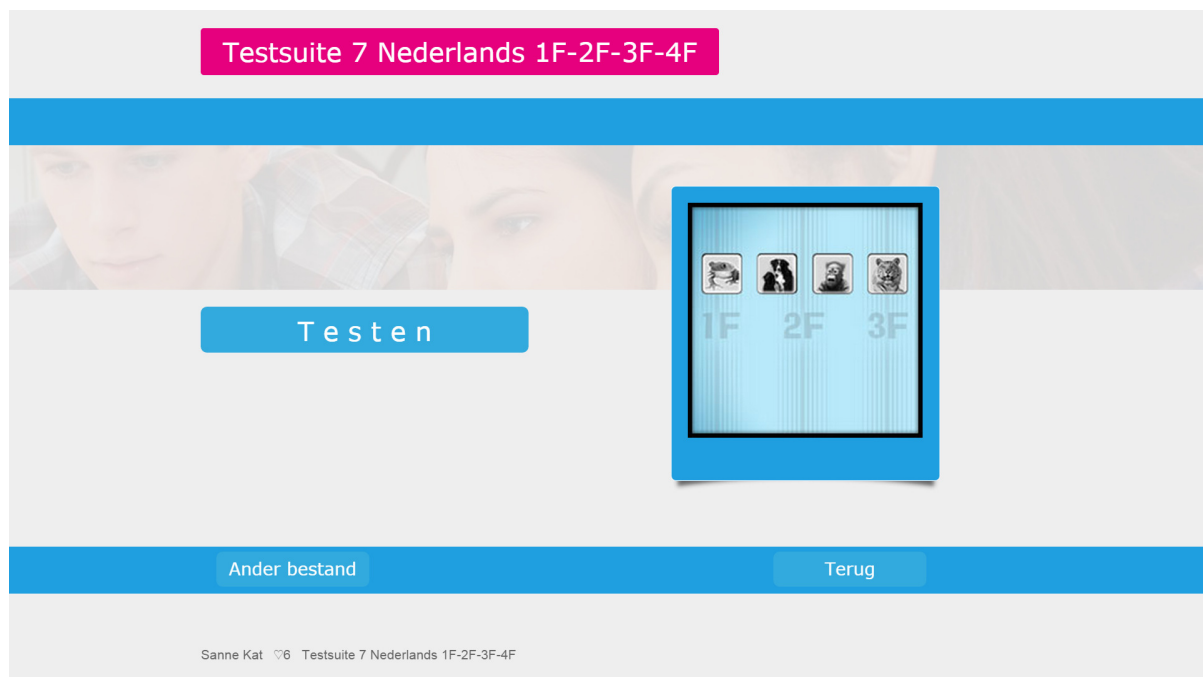 Testsuite 7 Nederlands 1F-2F-3F-4F
1F 2F 3F
Testen
Ander bestand
Terug
Sanne Kat ♡6 Testsuite 7 Nederlands 1F-2F-3F-4F